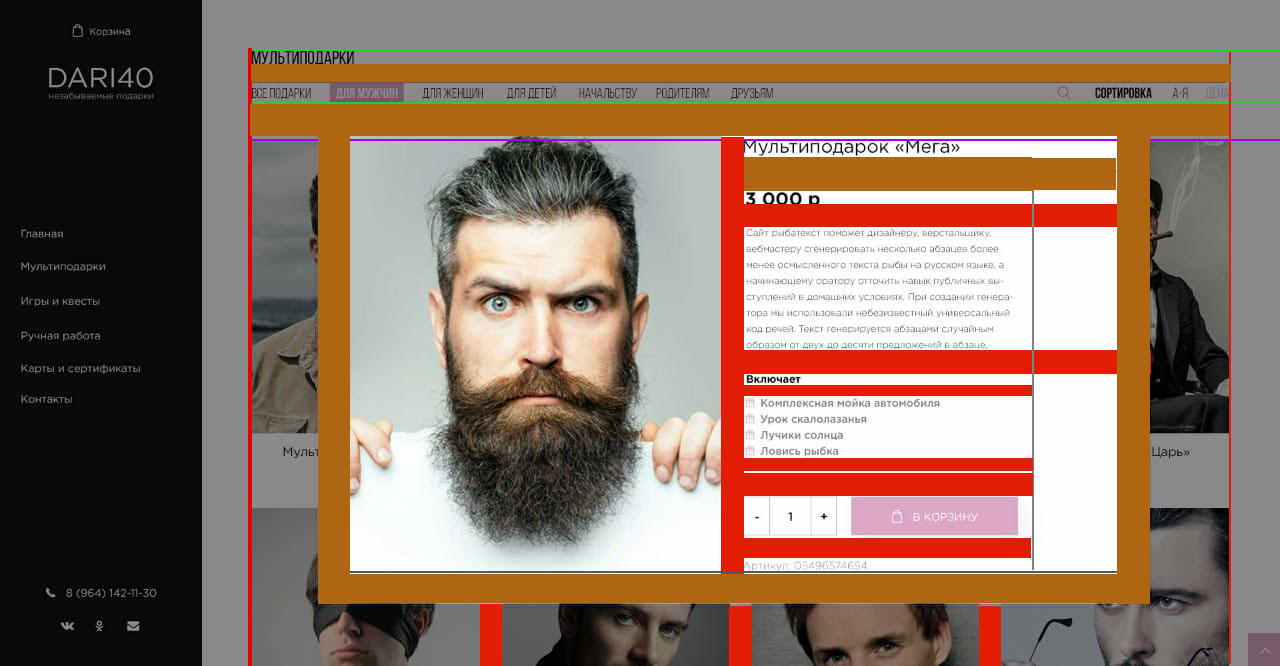 Корзина
DARI40
незабываемые подарки
Главная
Мультиподарки
Игры и квесты
Ручная работа
Карты и сертификаты
Контакты
8 (964) 142-11-30
МУЛЬТИПОДАРКИ
ВСЕ ПОДАРКИ ДЛЯ МУЖЧИН ДЛЯ ЖЕНЩИН ДЛЯ ДЕТЕЙ НАЧАЛЬСТВУ РОДИТЕЛЯМ ДРУЗЬЯМ СОРТИРОВКА А-Я ЦЕНА
Мультиподарок «Мега»
3 000 р
Сайт рыбатекст поможет дизайнеру, верстальщику,
вебмастеру сгенерировать несколько абзацев более
менее осмысленного текста рыбы на русском языке, а
начинающему оратору отточить навык публичных вы-
ступлений в домашних условиях. При создании генера-
тора мы использовали небезизвестный универсальный
код речей. Текст генерируется абзацами случайным
образом от двух до десяти предложений в абзаце,
Включает
Комплексная мойка автомобиля
Урок скалолазанья
Лучики солнца
Ловись рыбка
- 1 + В КОРЗИНУ
Артикул: 05496574654
«Царь»